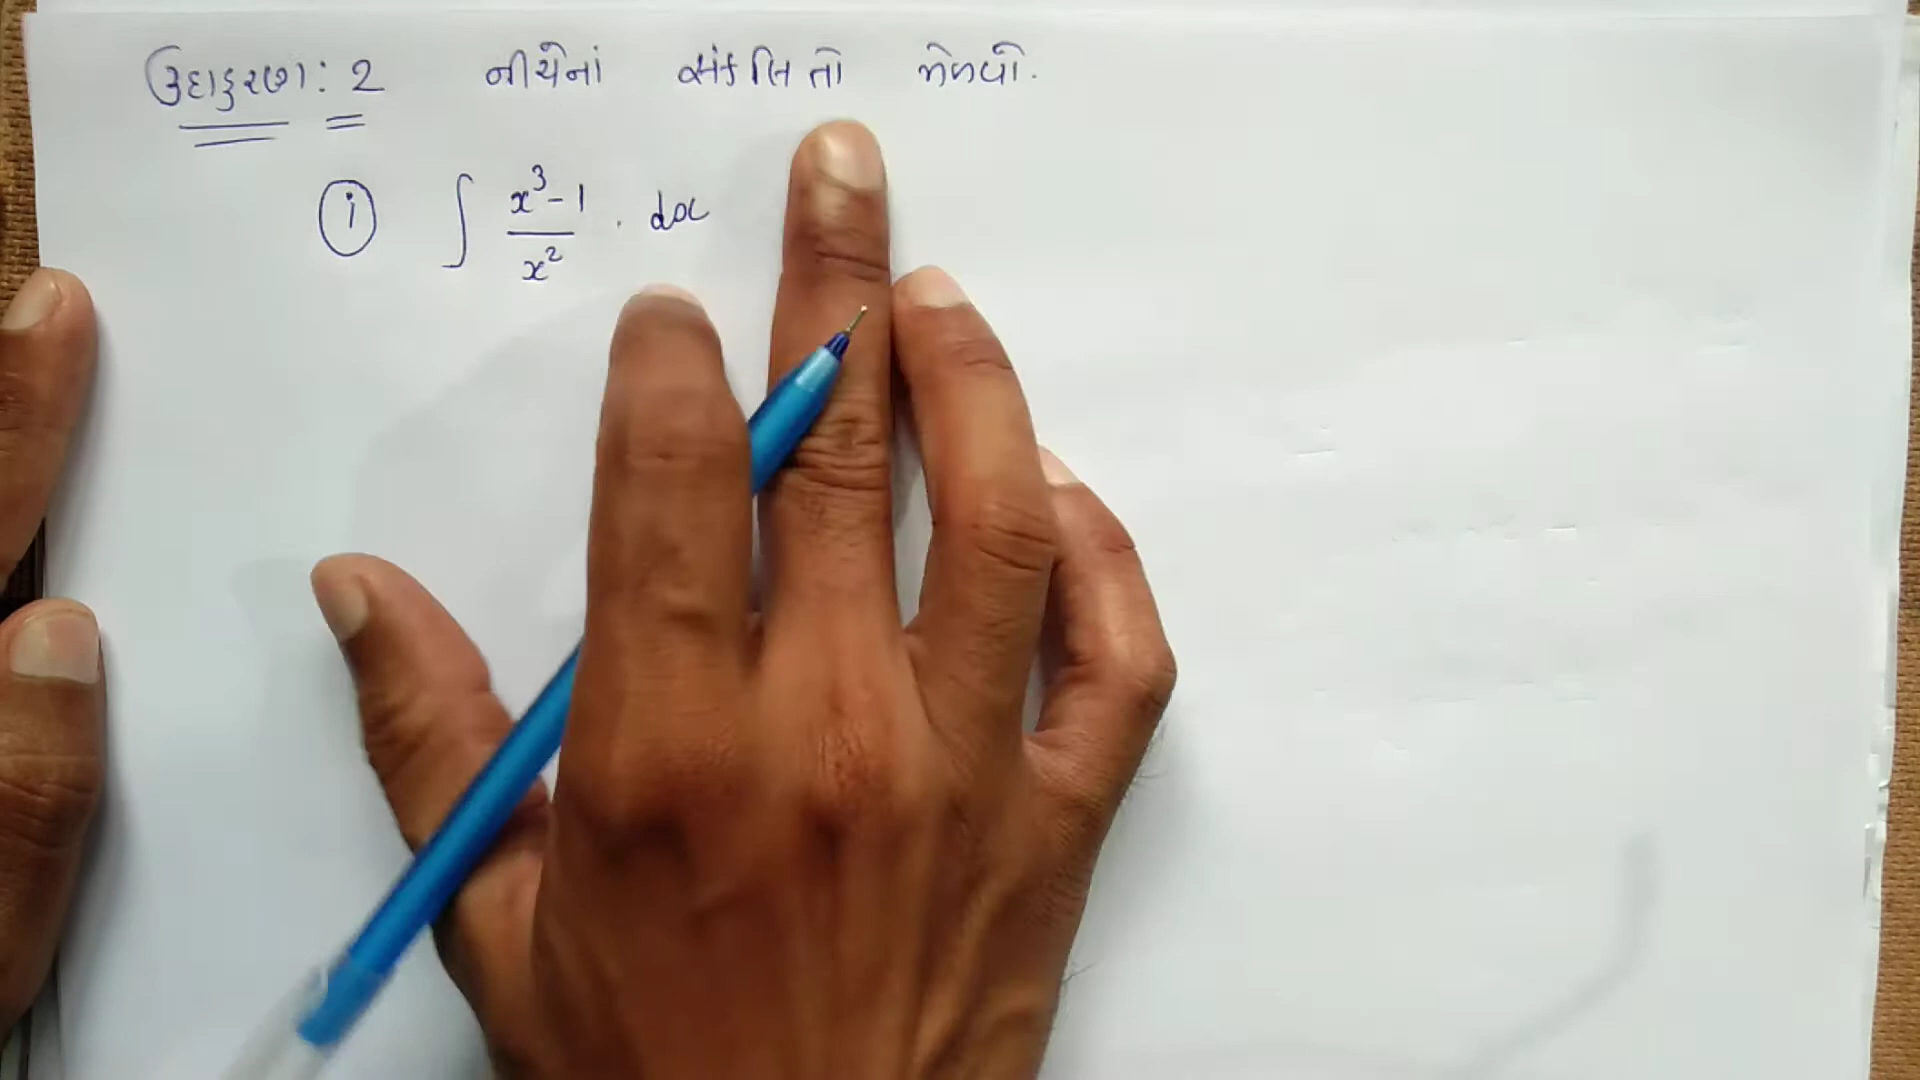 ઉદાહરણ : 2 નીચેનાં સંકલિતો મેળવો.
i ∫ x³-1 / x² . dx